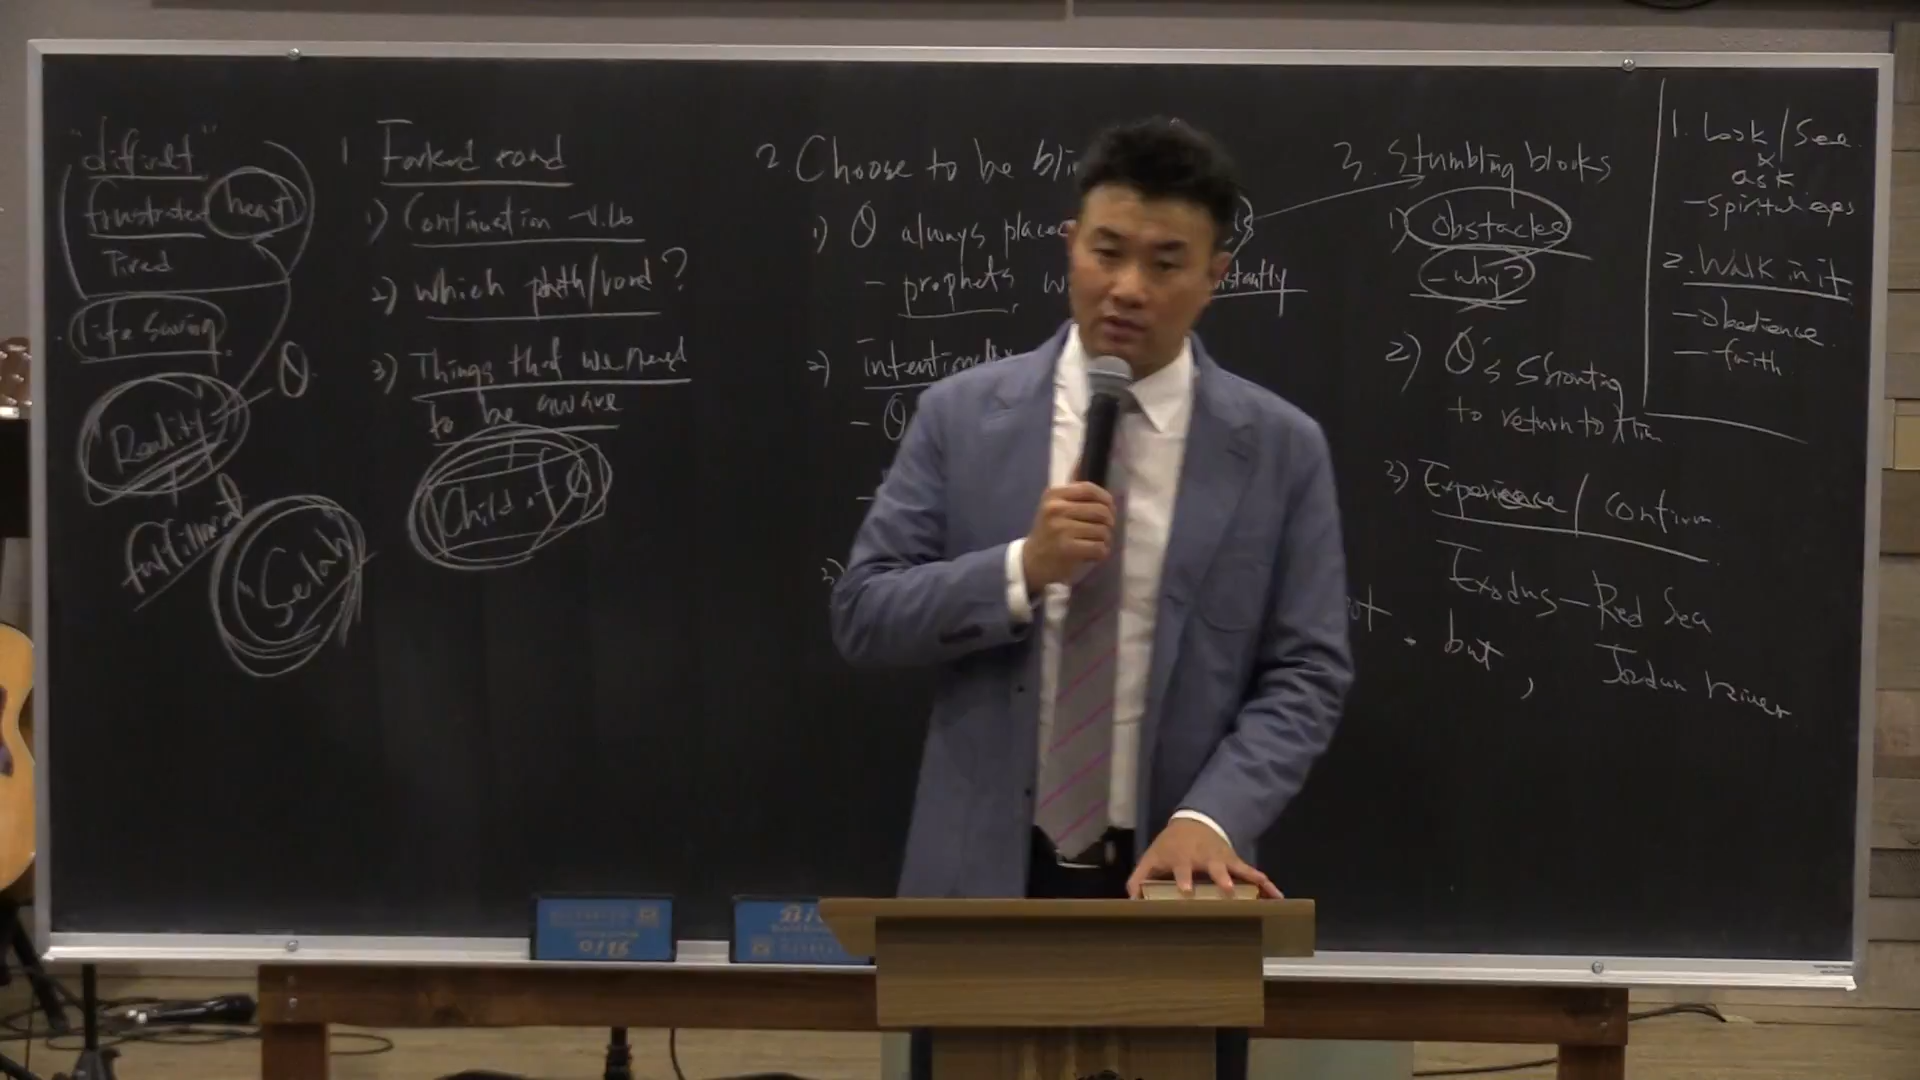 "difficult"
frustrated heart
Tired
life saving
Reality Θ
fulfillment
"Selah"
1 Forked road
1) Continuation - v.16
2) which path/road?
3) Things that we need
to be aware
Child of Θ
2. Choose to be
1) Θ always
- prophets,
2) intentionally
- Θ
3)
3. Stumbling blocks
1) obstacles
- why?
2) Θ's shouting
to return to Him
3) Experience / confirm
Exodus - Red Sea
but, Jordan River
1. Look / See
& ask
- spiritual eyes
2. Walk in it
- obedience
- faith